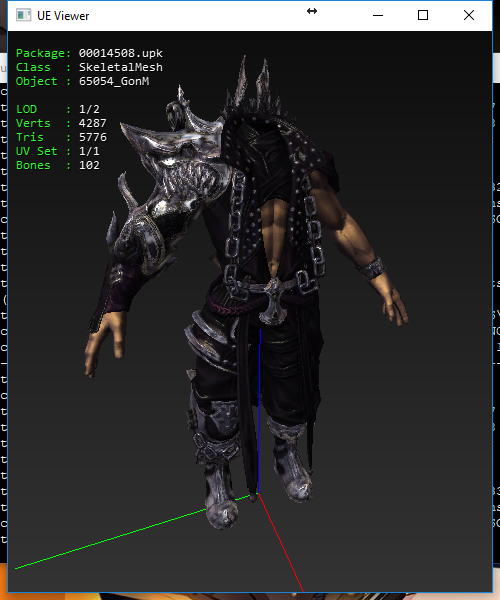 UE Viewer
Package: 00014508.upk
Class : SkeletalMesh
Object : 65054_GonM
LOD : 1/2
Verts : 4287
Tris : 5776
UV Set : 1/1
Bones : 102